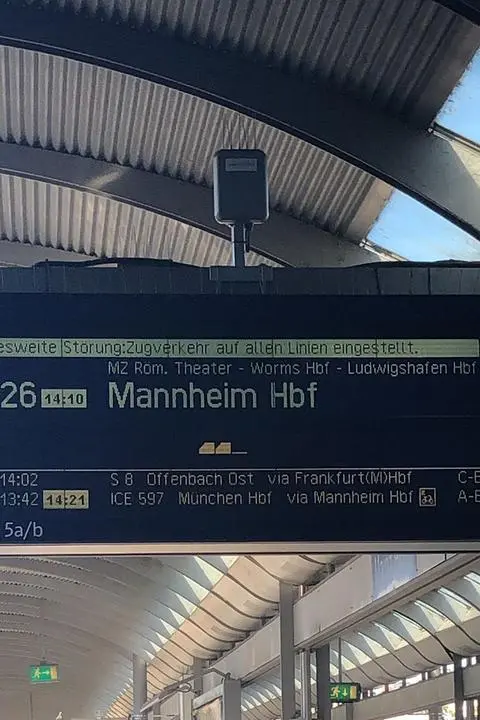 esweite Störung:Zugverkehr auf allen Linien eingestellt.
MZ Röm. Theater - Worms Hbf - Ludwigshafen Hbf
26 14:10 Mannheim Hbf
14:02 S 8 Offenbach Ost via Frankfurt(M)Hbf C-E
13:42 14:21 ICE 597 München Hbf via Mannheim Hbf A-E
5a/b